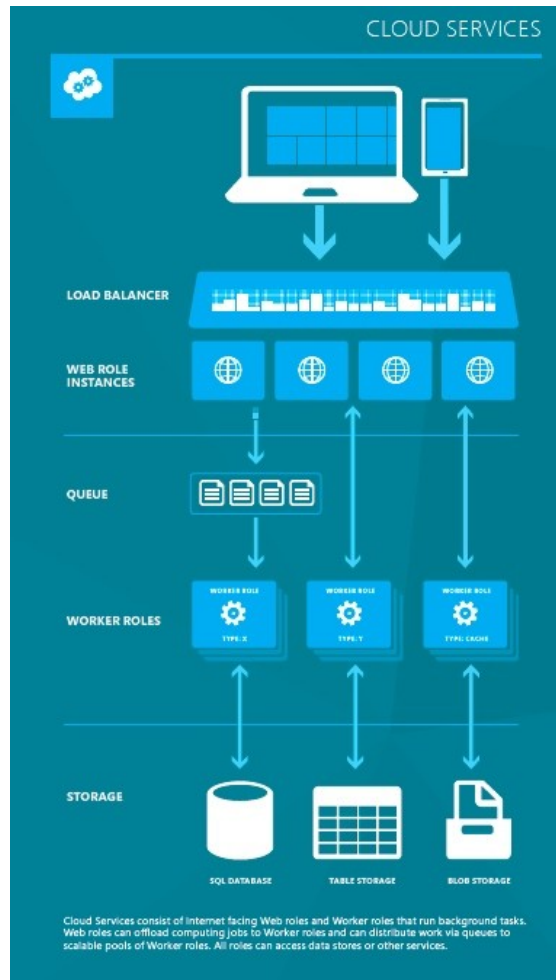 CLOUD SERVICES
LOAD BALANCER
WEB ROLE
INSTANCES
QUEUE
WORKER ROLES
WORKER ROLE
TYPE: X
WORKER ROLE
TYPE: Y
WORKER ROLE
TYPE: CACHE
STORAGE
SQL DATABASE
TABLE STORAGE
BLOB STORAGE
Cloud Services consist of Internet facing Web roles and Worker roles that run background tasks.
Web roles can offload computing jobs to Worker roles and can distribute work via queues to
scalable pools of Worker roles. All roles can access data stores or other services.